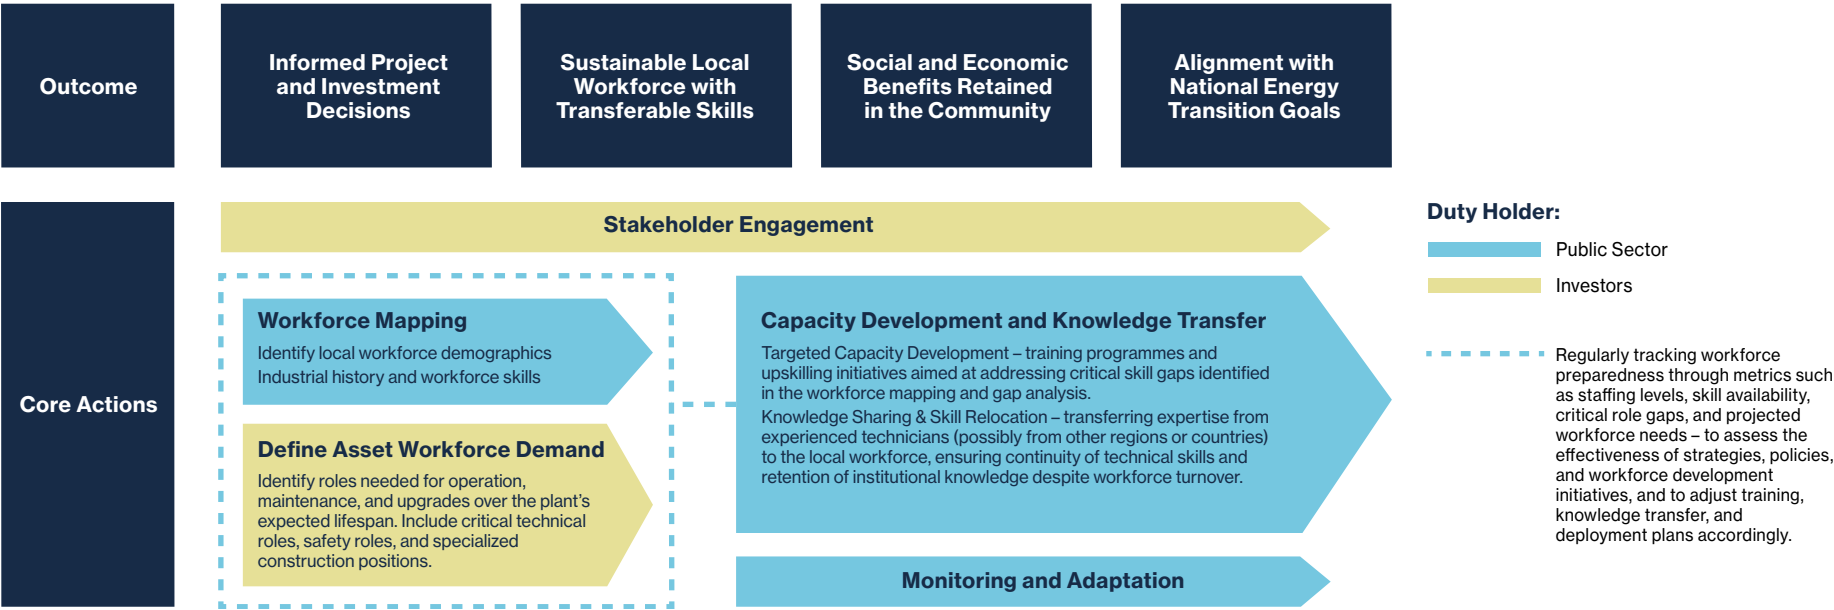 Outcome
Informed Project
and Investment
Decisions
Sustainable Local
Workforce with
Transferable Skills
Social and Economic
Benefits Retained
in the Community
Alignment with
National Energy
Transition Goals
Core Actions
Stakeholder Engagement
Workforce Mapping
Identify local workforce demographics
Industrial history and workforce skills
Define Asset Workforce Demand
Identify roles needed for operation,
maintenance, and upgrades over the plant’s
expected lifespan. Include critical technical
roles, safety roles, and specialized
construction positions.
Capacity Development and Knowledge Transfer
Targeted Capacity Development – training programmes and
upskilling initiatives aimed at addressing critical skill gaps identified
in the workforce mapping and gap analysis.
Knowledge Sharing & Skill Relocation – transferring expertise from
experienced technicians (possibly from other regions or countries)
to the local workforce, ensuring continuity of technical skills and
retention of institutional knowledge despite workforce turnover.
Monitoring and Adaptation
Duty Holder:
Public Sector
Investors
Regularly tracking workforce
preparedness through metrics such
as staffing levels, skill availability,
critical role gaps, and projected
workforce needs – to assess the
effectiveness of strategies, policies,
and workforce development
initiatives, and to adjust training,
knowledge transfer, and
deployment plans accordingly.